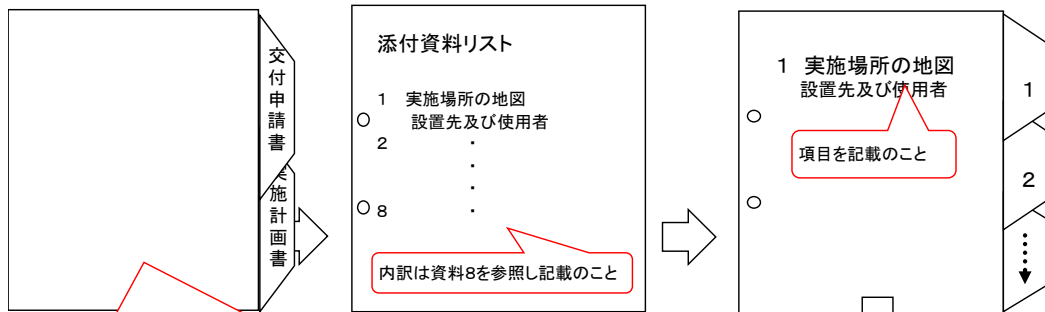 交付申請書
実施計画書
添付資料リスト
1 実施場所の地図
設置先及び使用者
2 ・
・
・
8 ・
内訳は資料8を参照し記載のこと
1 実施場所の地図
設置先及び使用者
項目を記載のこと
1
2